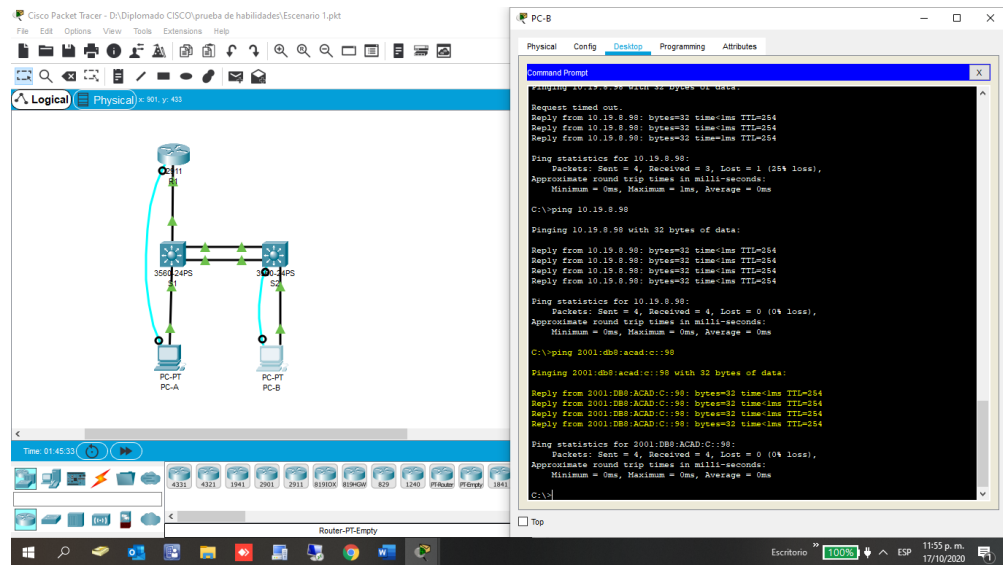 Cisco Packet Tracer - D:\Diplomado CISCO\prueba de habilidades\Escenario 1.pkt
File Edit Options View Tools Extensions Help
Logical Physical x: 901, y: 433
2911
R1
3560-24PS
S1
3560-24PS
S2
PC-PT
PC-A
PC-PT
PC-B
Time: 01:45:33
4331 4321 1941 2901 2911 819IOX 819HGW 829 1240 PT-Router PT-Empty 1841
Router-PT-Empty
PC-B
Physical Config Desktop Programming Attributes
Command Prompt
X
Pinging 10.19.8.98 with 32 bytes of data:
Request timed out.
Reply from 10.19.8.98: bytes=32 time<1ms TTL=254
Reply from 10.19.8.98: bytes=32 time<1ms TTL=254
Reply from 10.19.8.98: bytes=32 time=1ms TTL=254
Ping statistics for 10.19.8.98:
Packets: Sent = 4, Received = 3, Lost = 1 (25% loss),
Approximate round trip times in milli-seconds:
Minimum = 0ms, Maximum = 1ms, Average = 0ms
C:\>ping 10.19.8.98
Pinging 10.19.8.98 with 32 bytes of data:
Reply from 10.19.8.98: bytes=32 time<1ms TTL=254
Reply from 10.19.8.98: bytes=32 time<1ms TTL=254
Reply from 10.19.8.98: bytes=32 time<1ms TTL=254
Reply from 10.19.8.98: bytes=32 time<1ms TTL=254
Ping statistics for 10.19.8.98:
Packets: Sent = 4, Received = 4, Lost = 0 (0% loss),
Approximate round trip times in milli-seconds:
Minimum = 0ms, Maximum = 0ms, Average = 0ms
C:\>ping 2001:db8:acad:c::98
Pinging 2001:db8:acad:c::98 with 32 bytes of data:
Reply from 2001:DB8:ACAD:C::98: bytes=32 time<1ms TTL=254
Reply from 2001:DB8:ACAD:C::98: bytes=32 time<1ms TTL=254
Reply from 2001:DB8:ACAD:C::98: bytes=32 time<1ms TTL=254
Reply from 2001:DB8:ACAD:C::98: bytes=32 time<1ms TTL=254
Ping statistics for 2001:DB8:ACAD:C::98:
Packets: Sent = 4, Received = 4, Lost = 0 (0% loss),
Approximate round trip times in milli-seconds:
Minimum = 0ms, Maximum = 0ms, Average = 0ms
C:\>
Top
Escritorio 100% ESP 11:55 p. m.
17/10/2020